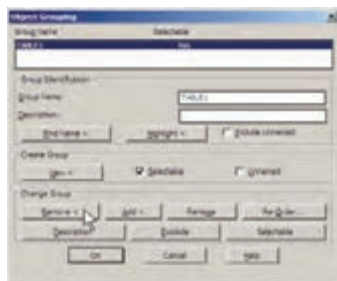 Object Grouping
Group Name Selectable
TABLE1 Yes
Group Identification
Group Name: TABLE1
Description:
Find Name < Highlight < Include Unnamed
Create Group
New < Selectable Unnamed
Change Group
Remove < Add < Rename Re-Order...
Description Explode Selectable
OK Cancel Help